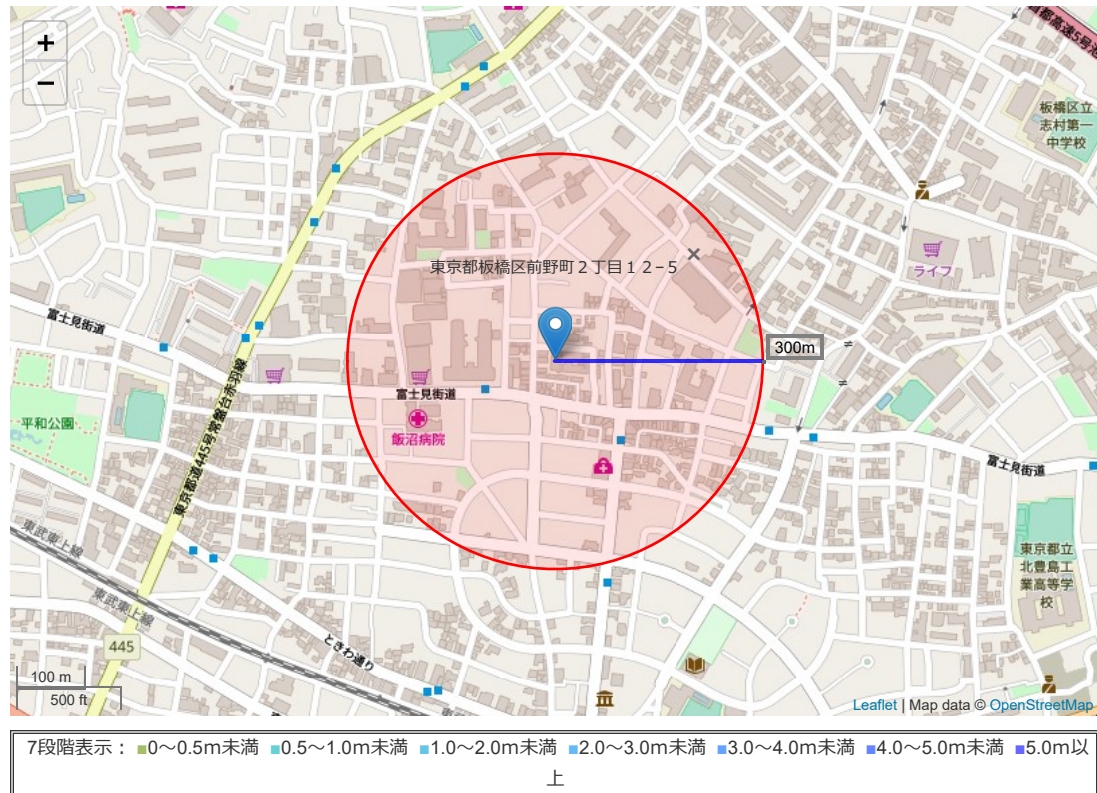 +
−
都高速5号池
板橋区立
志村第一
中学校
ライフ
東京都板橋区前野町2丁目12-5
富士見街道
300m
富士見街道
平和公園
飯沼病院
東京都道445号常盤台赤羽線
富士見街道
東武東上線
東武東上線
東京都立
北豊島工
業高等学
校
445
ときわ通り
100 m
500 ft
Leaflet | Map data © OpenStreetMap
7段階表示： 0～0.5m未満 0.5～1.0m未満 1.0～2.0m未満 2.0～3.0m未満 3.0～4.0m未満 4.0～5.0m未満 5.0m以
上